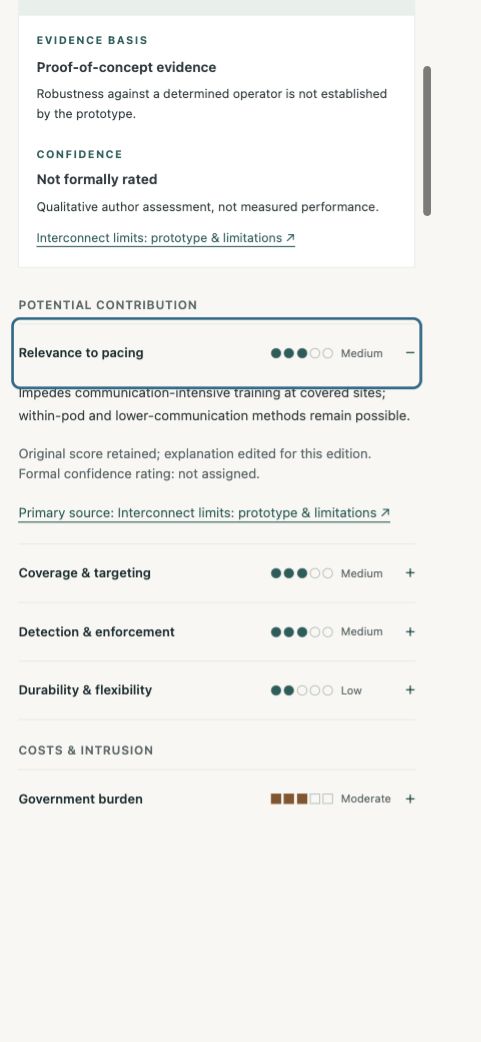 EVIDENCE BASIS
Proof-of-concept evidence
Robustness against a determined operator is not established
by the prototype.
CONFIDENCE
Not formally rated
Qualitative author assessment, not measured performance.
Interconnect limits: prototype & limitations ↗
POTENTIAL CONTRIBUTION
Relevance to pacing Medium −
Impedes communication-intensive training at covered sites;
within-pod and lower-communication methods remain possible.
Original score retained; explanation edited for this edition.
Formal confidence rating: not assigned.
Primary source: Interconnect limits: prototype & limitations ↗
Coverage & targeting Medium +
Detection & enforcement Medium +
Durability & flexibility Low +
COSTS & INTRUSION
Government burden Moderate +